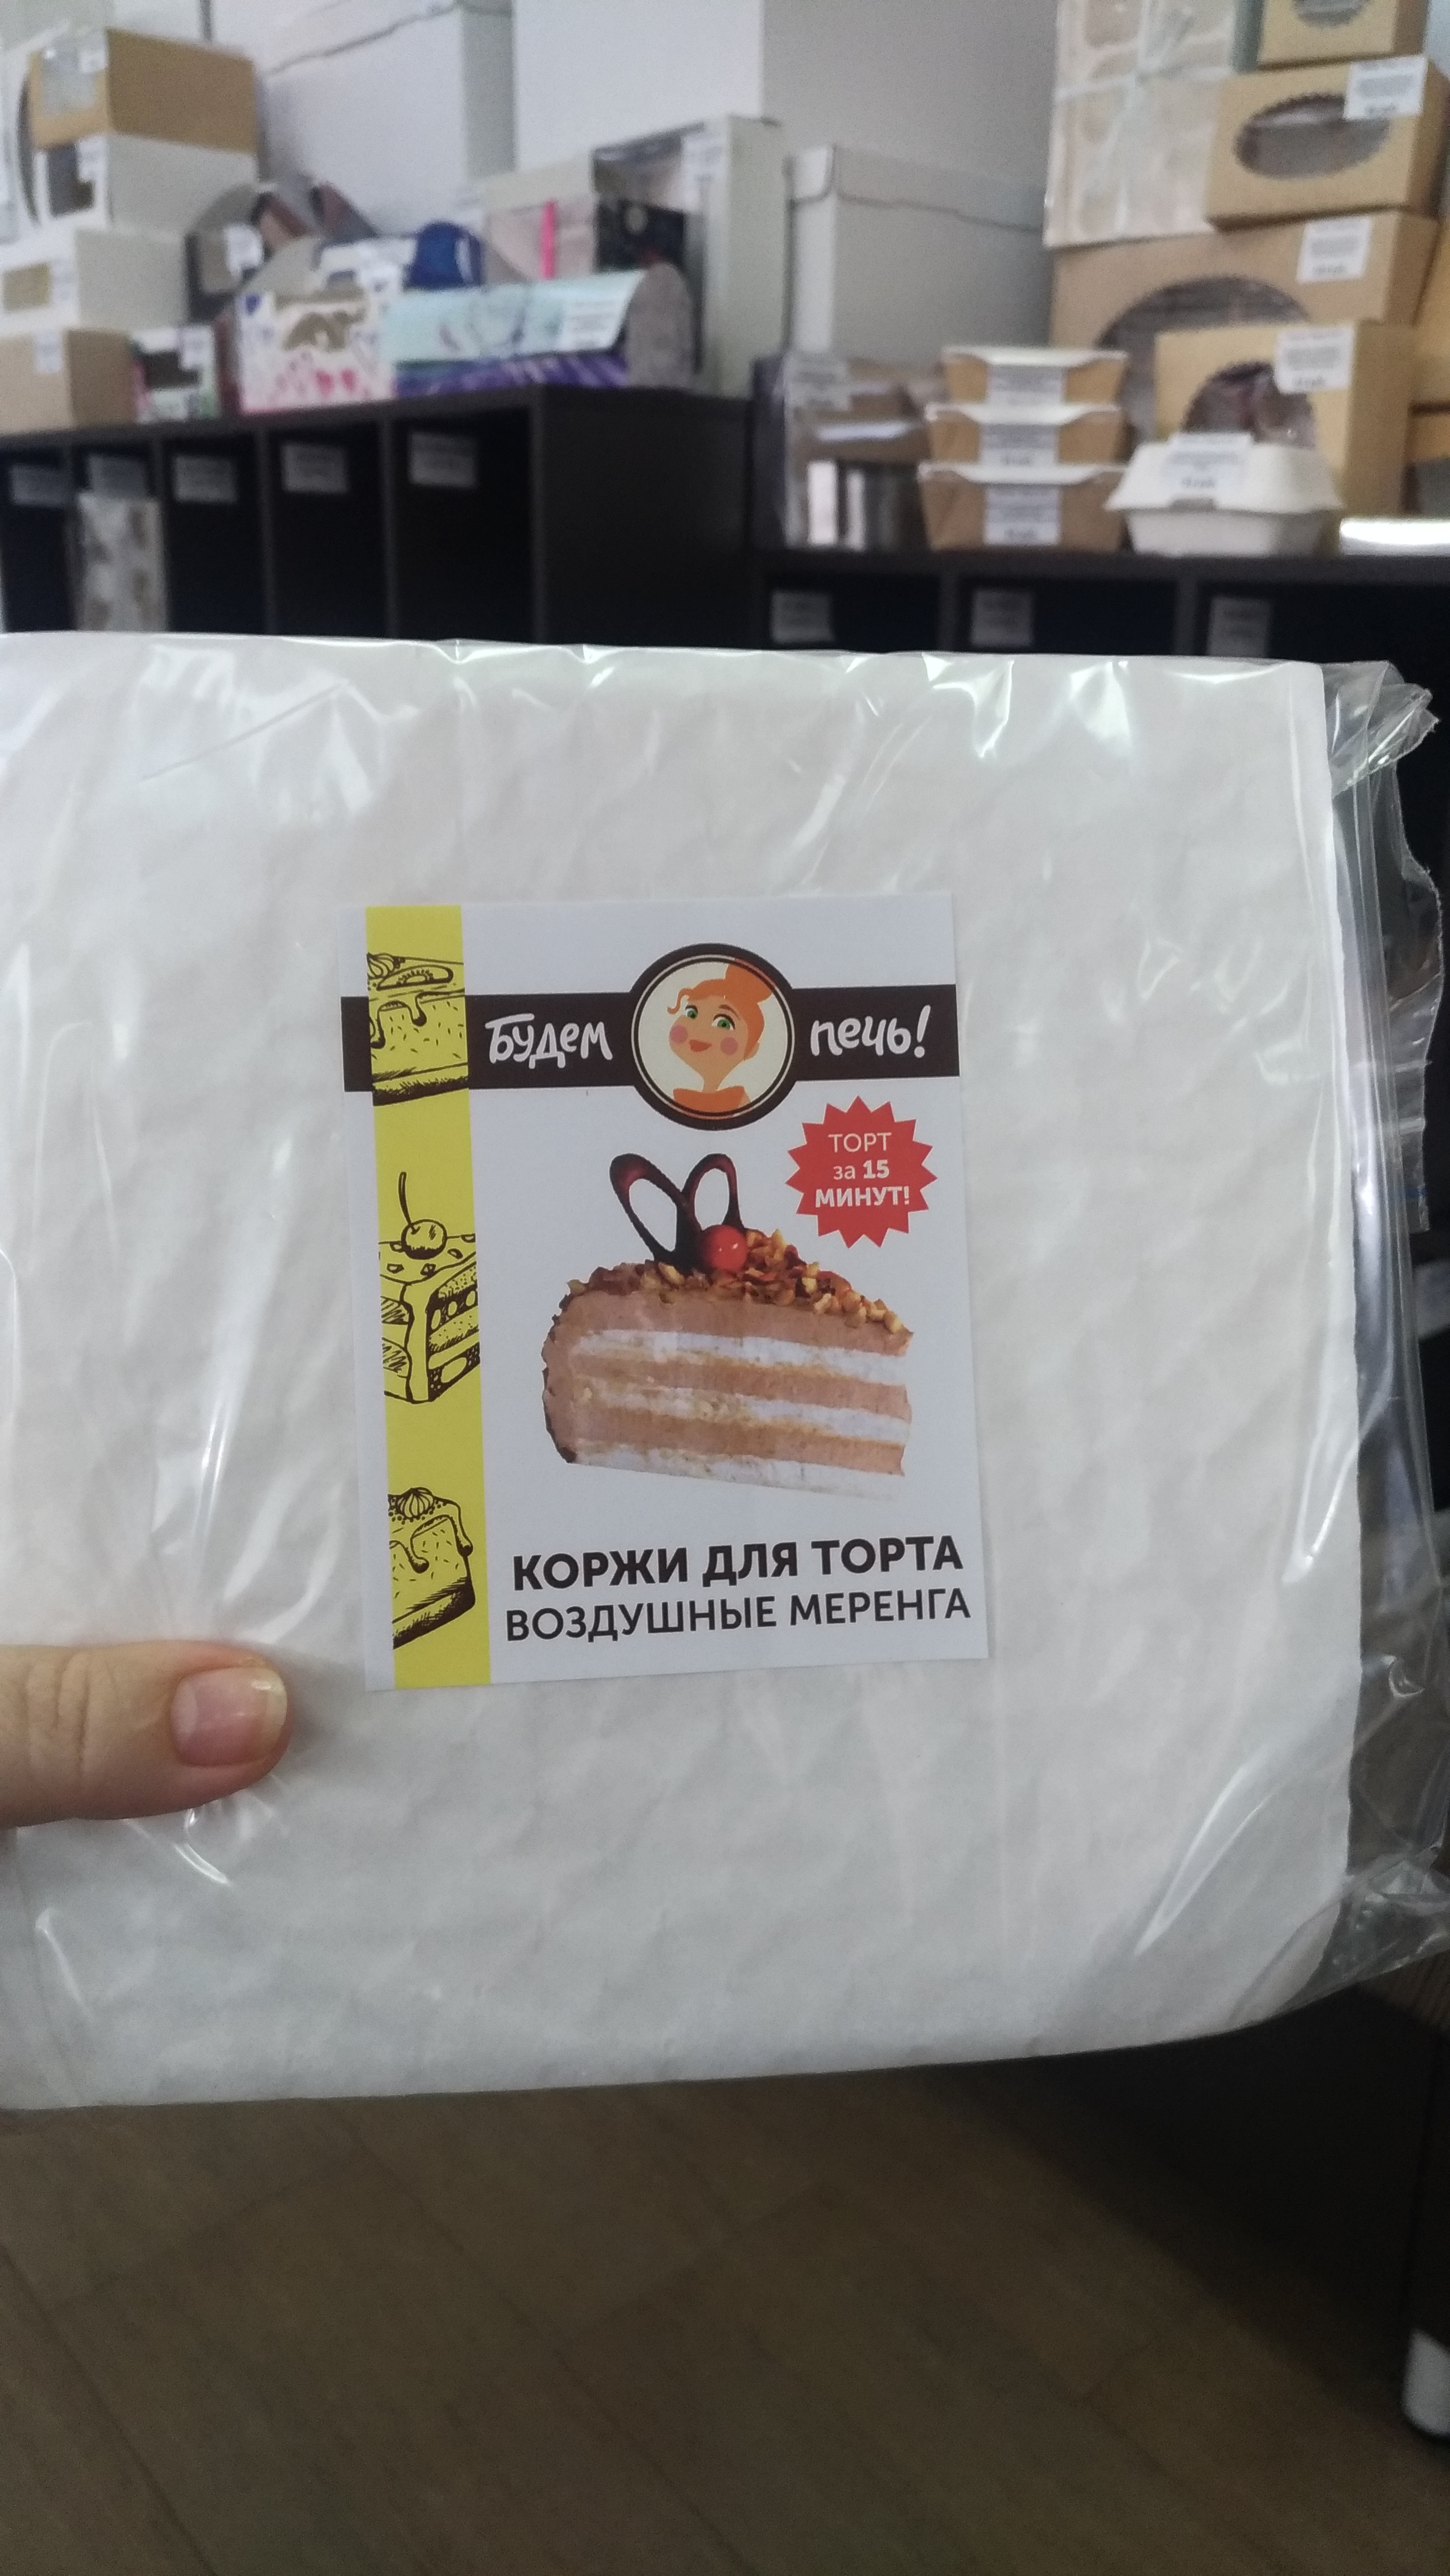 Будем печь!
ТОРТ
за 15
МИНУТ!
КОРЖИ ДЛЯ ТОРТА
ВОЗДУШНЫЕ МЕРЕНГА